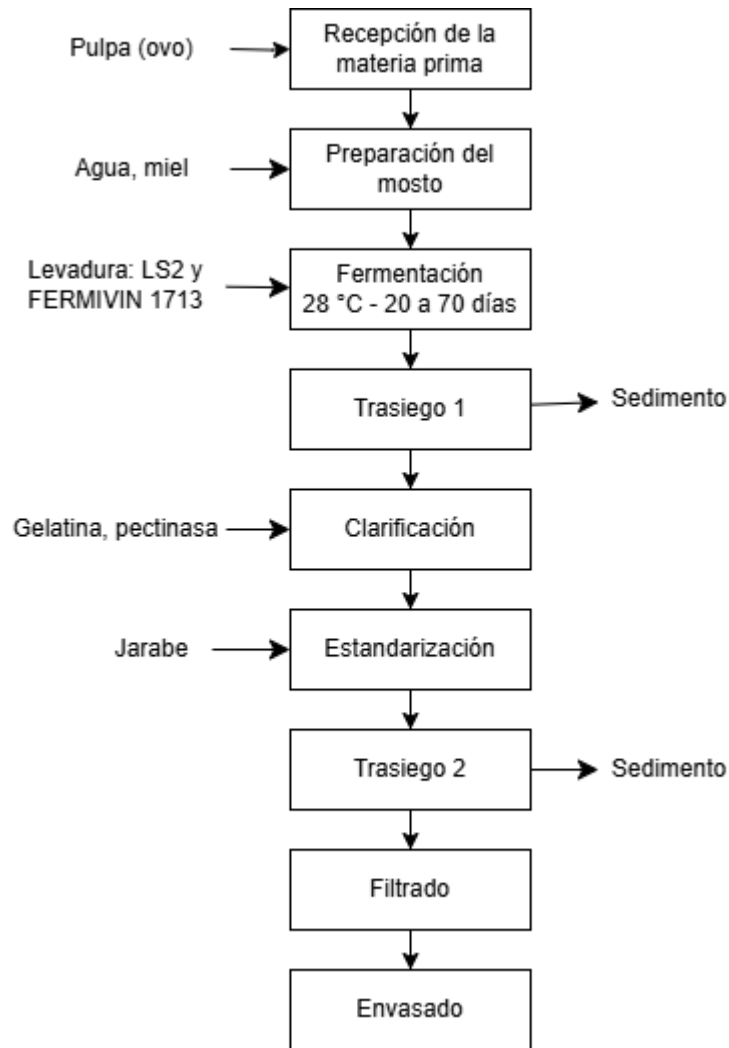 Pulpa (ovo)
Recepción de la
materia prima
Agua, miel
Preparación del
mosto
Levadura: LS2 y
FERMIVIN 1713
Fermentación
28 °C - 20 a 70 días
Trasiego 1
Sedimento
Gelatina, pectinasa
Clarificación
Jarabe
Estandarización
Trasiego 2
Sedimento
Filtrado
Envasado